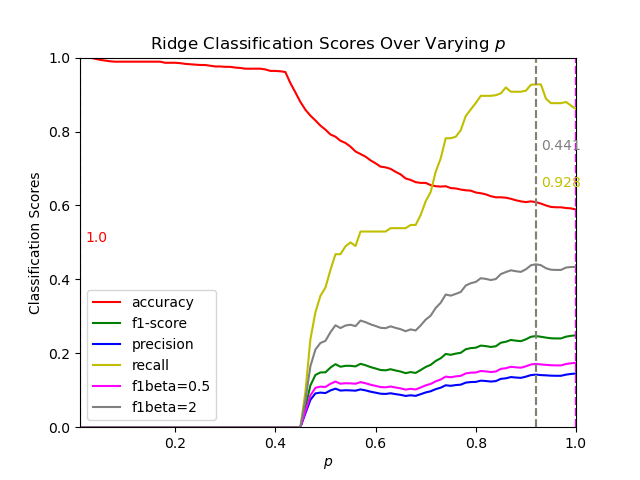 Ridge Classification Scores Over Varying p
1.0
0.8
0.6
0.4
0.2
0.0
Classification Scores
0.441
0.928
1.0
accuracy
f1-score
precision
recall
f1beta=0.5
f1beta=2
0.2 0.4 0.6 0.8 1.0
p